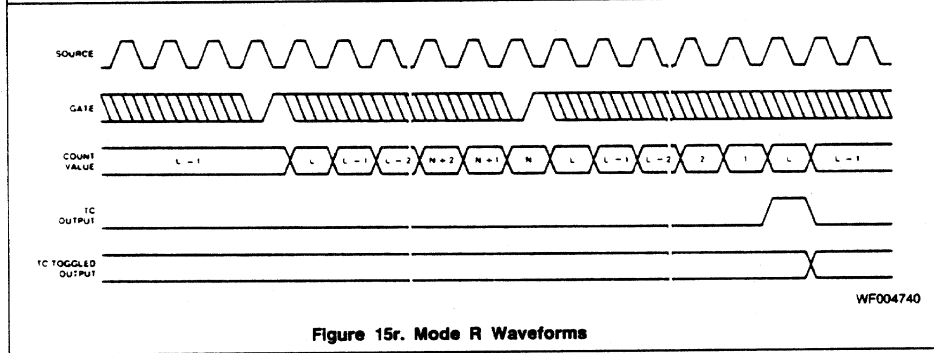 SOURCE
GATE
COUNT
VALUE
L - 1 L L - 1 L - 2 N + 2 N + 1 N L L - 1 L - 2 2 1 L L - 1
TC
OUTPUT
TC TOGGLED
OUTPUT
WF004740
Figure 15r. Mode R Waveforms